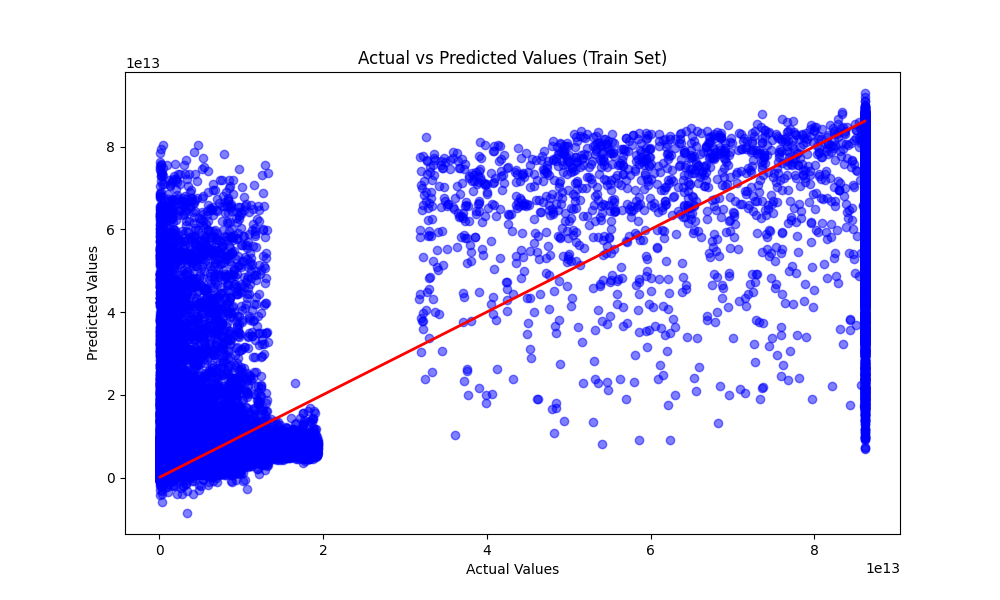 Actual vs Predicted Values (Train Set)
1e13
8
6
4
2
0
Predicted Values
0 2 4 6 8
1e13
Actual Values